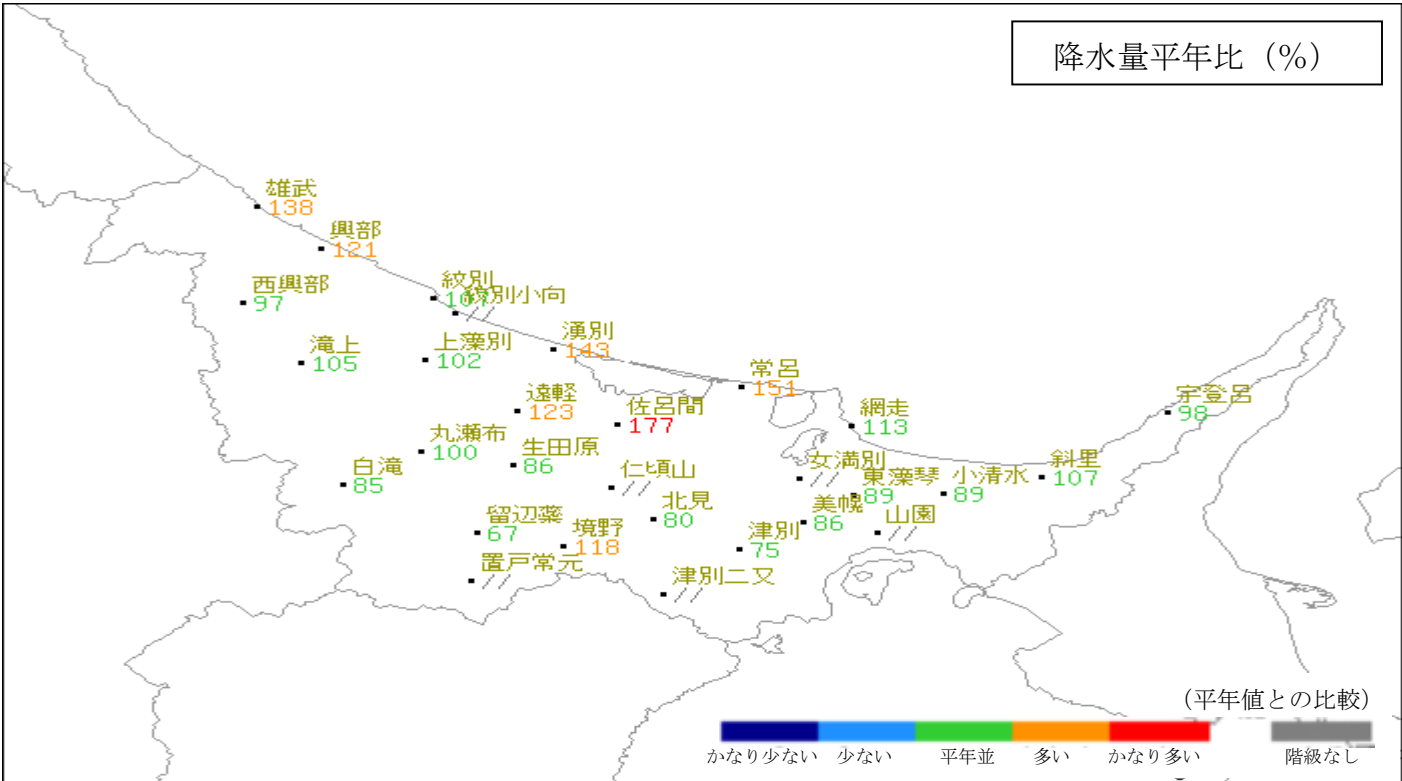 降水量平年比（%）
雄武
138
興部
121
西興部
97
紋別
107
紋別小向
//
滝上
105
上藻別
102
湧別
143
常呂
151
遠軽
123
佐呂間
177
網走
113
宇登呂
98
丸瀬布
100
生田原
86
白滝
85
仁頃山
//
女満別
//
東藻琴
89
小清水
89
斜里
107
留辺蘂
67
境野
118
北見
80
津別
75
美幌
86
山園
//
置戸常元
//
津別二又
//
（平年値との比較）
かなり少ない 少ない 平年並 多い かなり多い 階級なし